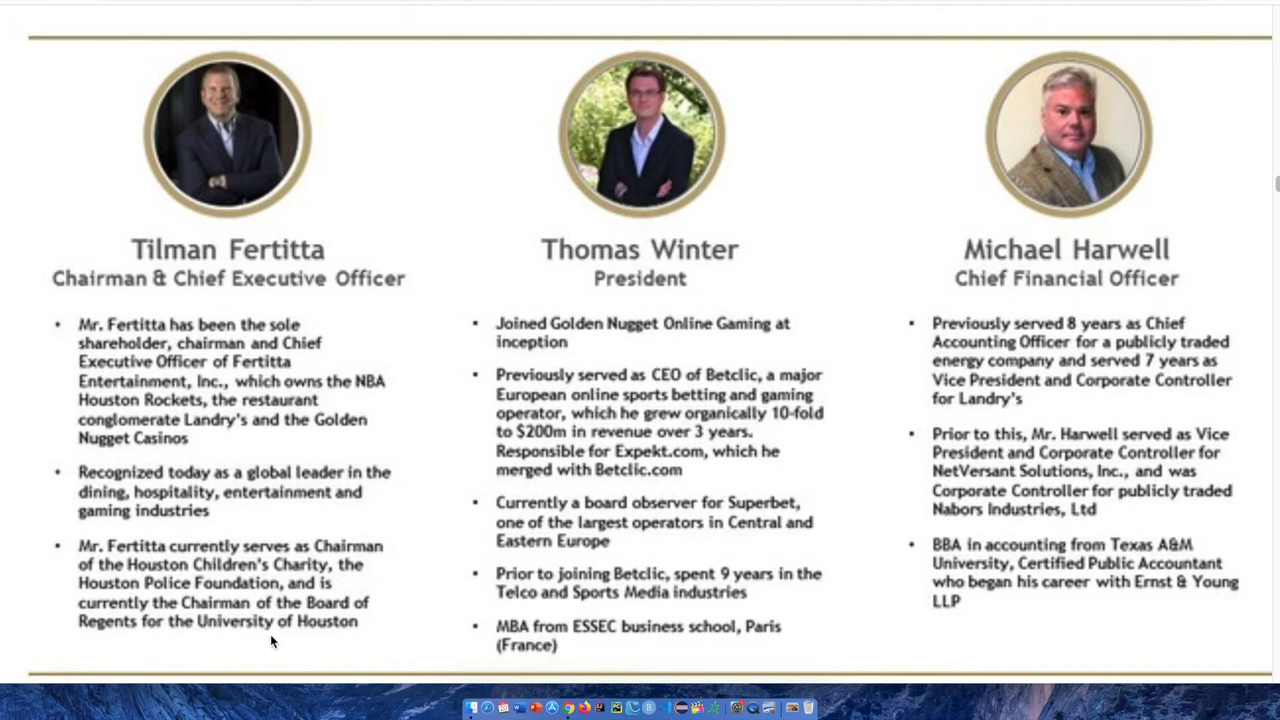 Tilman Fertitta
Chairman & Chief Executive Officer
• Mr. Fertitta has been the sole
shareholder, chairman and Chief
Executive Officer of Fertitta
Entertainment, Inc., which owns the NBA
Houston Rockets, the restaurant
conglomerate Landry's and the Golden
Nugget Casinos
• Recognized today as a global leader in the
dining, hospitality, entertainment and
gaming industries
• Mr. Fertitta currently serves as Chairman
of the Houston Children's Charity, the
Houston Police Foundation, and is
currently the Chairman of the Board of
Regents for the University of Houston
Thomas Winter
President
• Joined Golden Nugget Online Gaming at
inception
• Previously served as CEO of Betclic, a major
European online sports betting and gaming
operator, which he grew organically 10-fold
to $200m in revenue over 3 years.
Responsible for Expekt.com, which he
merged with Betclic.com
• Currently a board observer for Superbet,
one of the largest operators in Central and
Eastern Europe
• Prior to joining Betclic, spent 9 years in the
Telco and Sports Media industries
• MBA from ESSEC business school, Paris
(France)
Michael Harwell
Chief Financial Officer
• Previously served 8 years as Chief
Accounting Officer for a publicly traded
energy company and served 7 years as
Vice President and Corporate Controller
for Landry's
• Prior to this, Mr. Harwell served as Vice
President and Corporate Controller for
NetVersant Solutions, Inc., and was
Corporate Controller for publicly traded
Nabors Industries, Ltd
• BBA in accounting from Texas A&M
University, Certified Public Accountant
who began his career with Ernst & Young
LLP